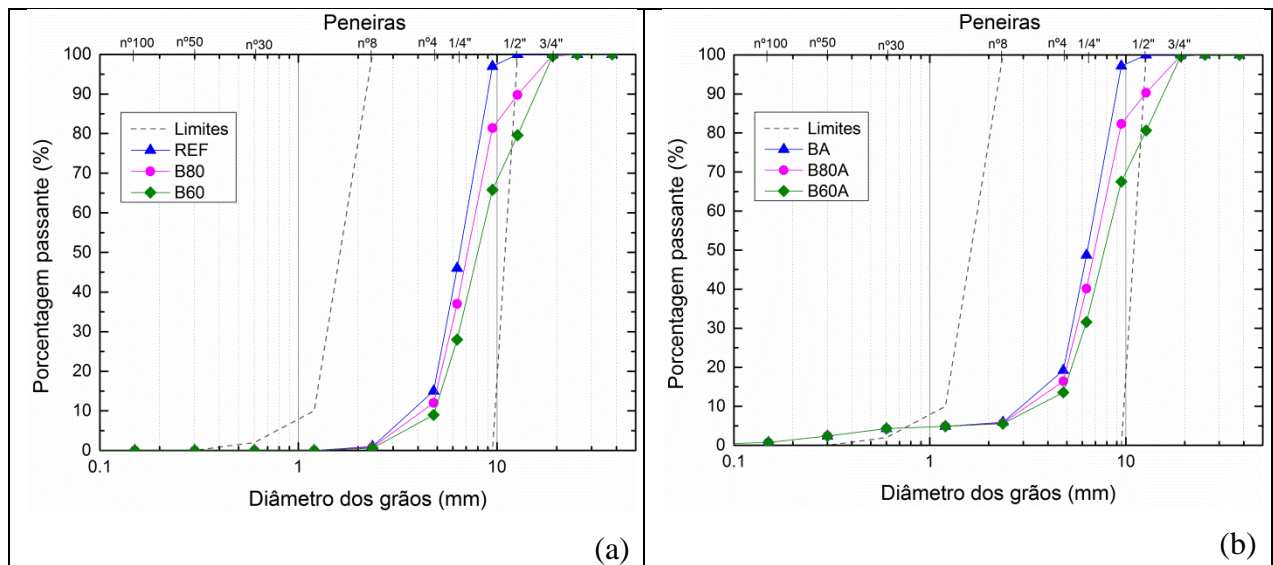 Peneiras
nº100 nº50 nº30 nº8 nº4 1/4" 1/2" 3/4"
100
90
80
70
60
50
40
30
20
10
0
Porcentagem passante (%)
Limites
REF
B80
B60
0.1 1 10
Diâmetro dos grãos (mm)
(a)
Peneiras
nº100 nº50 nº30 nº8 nº4 1/4" 1/2" 3/4"
100
90
80
70
60
50
40
30
20
10
0
Porcentagem passante (%)
Limites
BA
B80A
B60A
0.1 1 10
Diâmetro dos grãos (mm)
(b)